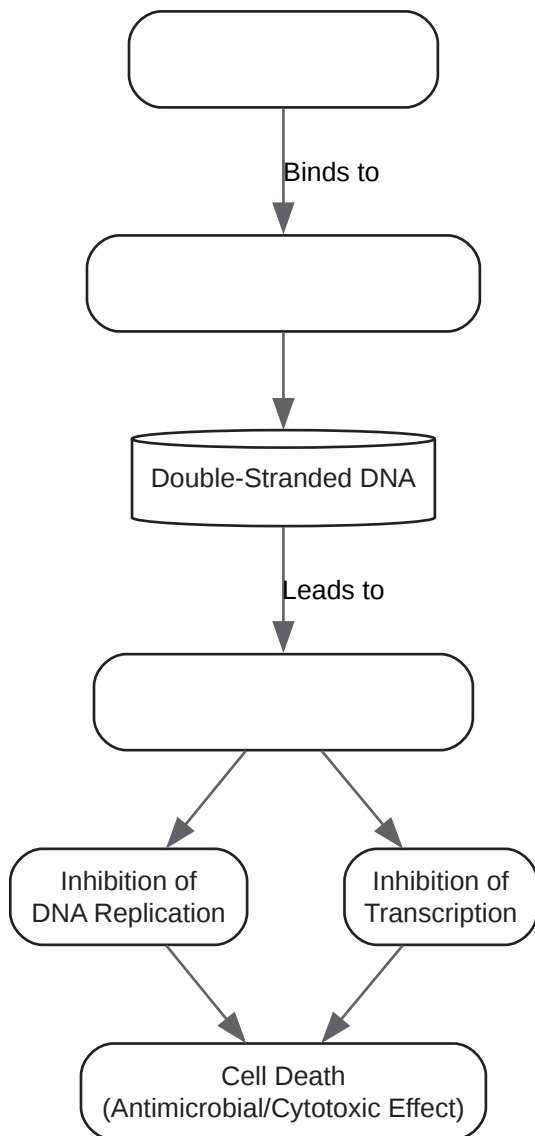 Binds to
Double-Stranded DNA
Leads to
Inhibition of
DNA Replication
Inhibition of
Transcription
Cell Death
(Antimicrobial/Cytotoxic Effect)